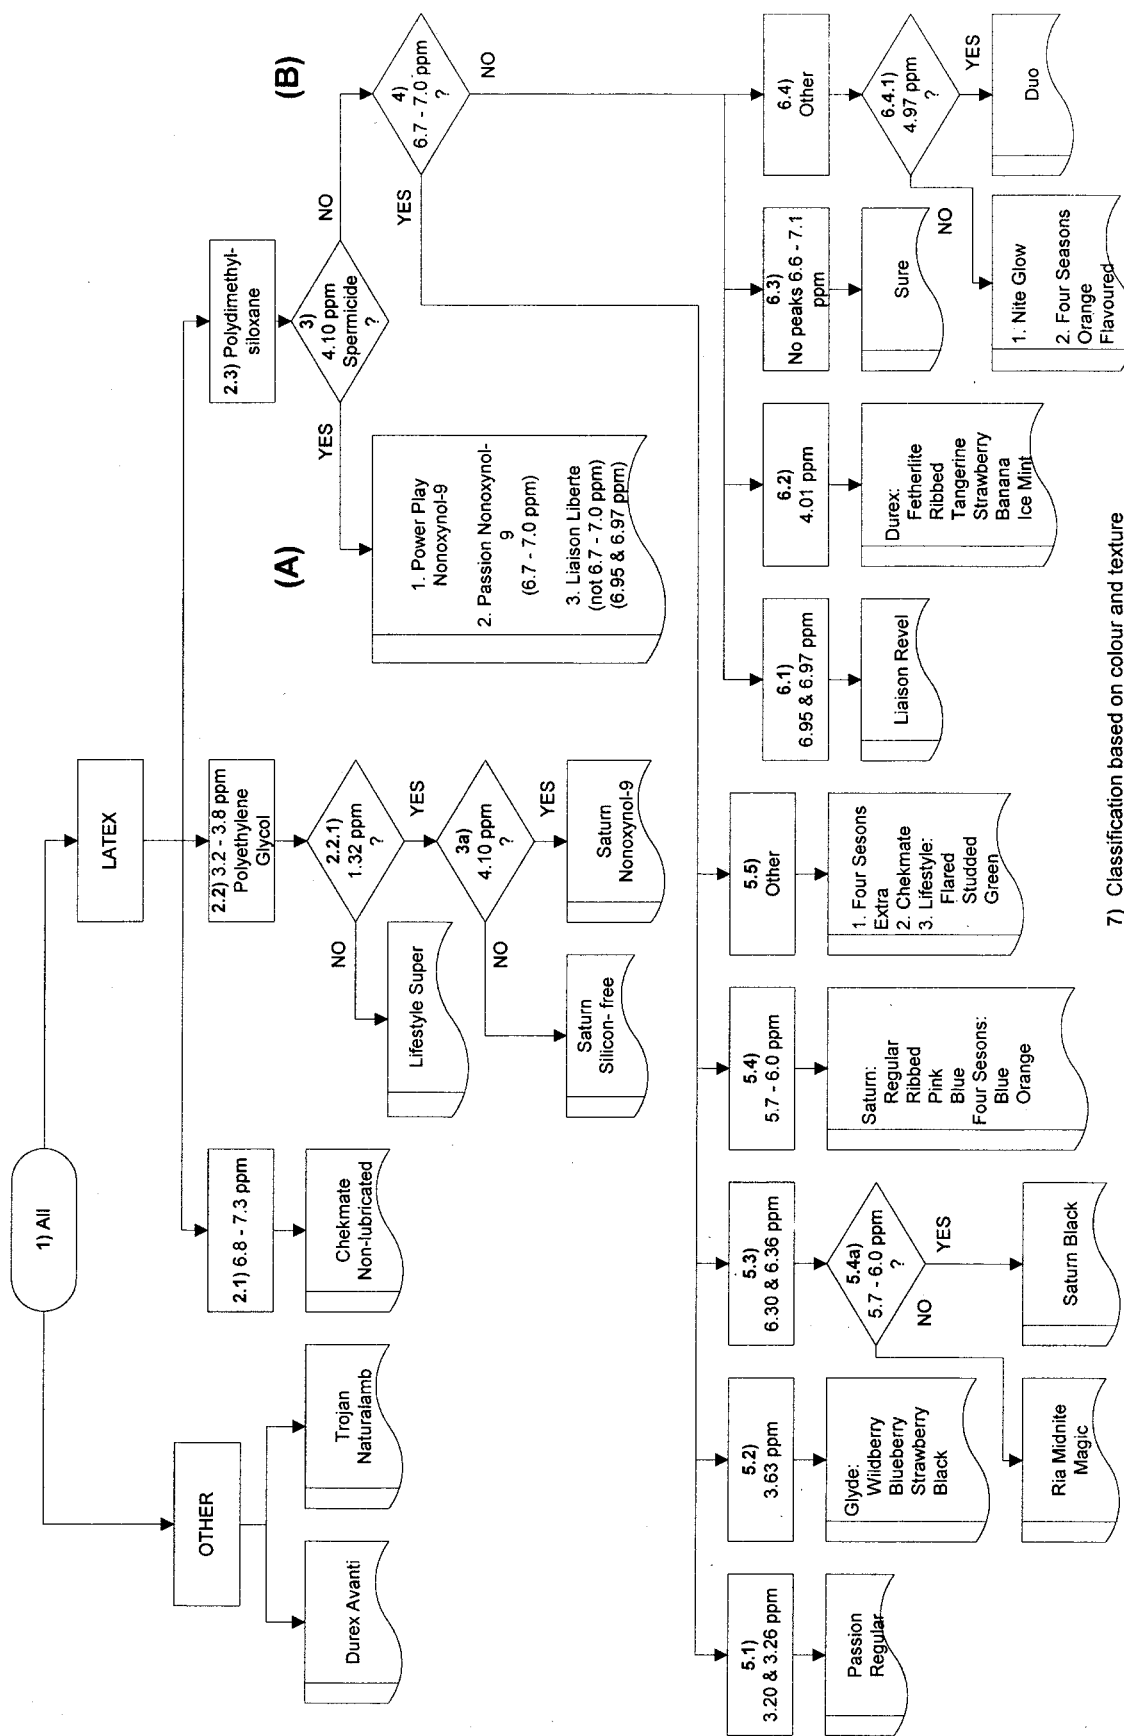 1) All
OTHER
LATEX
Durex Avanti
Trojan
Naturalamb
2.1) 6.8 - 7.3 ppm
Chekmate
Non-lubricated
2.2) 3.2 - 3.8 ppm
Polyethylene
Glycol
2.2.1)
1.32 ppm
?
NO
YES
Lifestyle Super
3a)
4.10 ppm
?
NO
YES
Saturn
Silicon- free
Saturn
Nonoxynol-9
2.3) Polydimethyl-
siloxane
3)
4.10 ppm
Spermicide
?
YES
NO
(A)
1. Power Play
Nonoxynol-9
2. Passion Nonoxynol-
9
(6.7 - 7.0 ppm)
3. Liaison Liberte
(not 6.7 - 7.0 ppm)
(6.95 & 6.97 ppm)
(B)
4)
6.7 - 7.0 ppm
?
YES
NO
5.1)
3.20 & 3.26 ppm
Passion
Regular
5.2)
3.63 ppm
Glyde:
Wildberry
Blueberry
Strawberry
Black
5.3)
6.30 & 6.36 ppm
5.4a)
5.7 - 6.0 ppm
?
NO
YES
Ria Midnite
Magic
Saturn Black
5.4)
5.7 - 6.0 ppm
Saturn:
Regular
Ribbed
Pink
Blue
Four Sesons:
Blue
Orange
5.5)
Other
1. Four Sesons
Extra
2. Chekmate
3. Lifestyle:
Flared
Studded
Green
6.1)
6.95 & 6.97 ppm
Liaison Revel
6.2)
4.01 ppm
Durex:
Fetherlite
Ribbed
Tangerine
Strawberry
Banana
Ice Mint
6.3)
No peaks 6.6 - 7.1
ppm
Sure
6.4)
Other
6.4.1)
4.97 ppm
?
NO
YES
1. Nite Glow
2. Four Seasons
Orange
Flavoured
Duo
7) Classification based on colour and texture